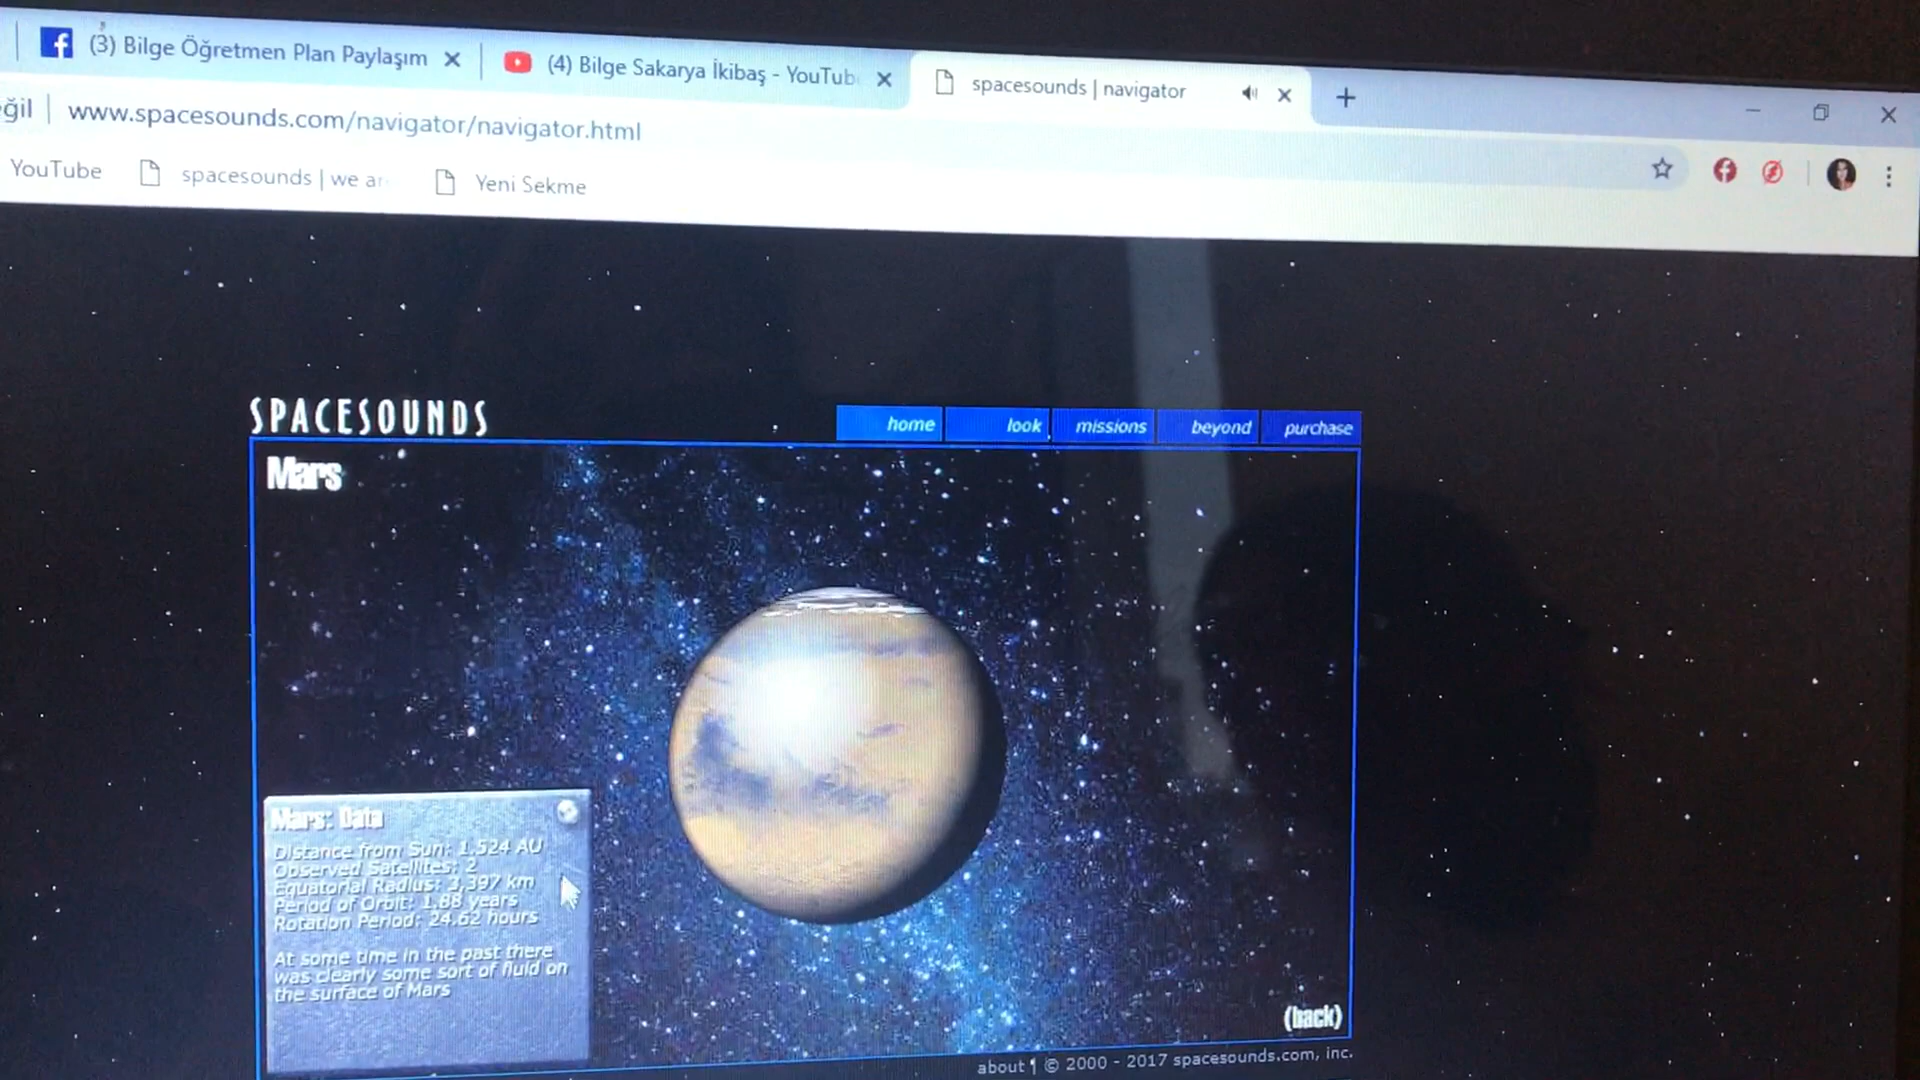 (3) Bilge Öğretmen Plan Paylaşım
(4) Bilge Sakarya İkibaş - YouTub
spacesounds | navigator
ğil | www.spacesounds.com/navigator/navigator.html
YouTube
spacesounds | we ar
Yeni Sekme
SPACESOUNDS
home
look
missions
beyond
purchase
Mars
Mars: Data
Distance from Sun: 1.524 AU
Observed Satellites: 2
Equatorial Radius: 3,397 km
Period of Orbit: 1.88 years
Rotation Period: 24.62 hours
At some time in the past there
was clearly some sort of fluid on
the surface of Mars
(back)
about ¶ © 2000 - 2017 spacesounds.com, inc.